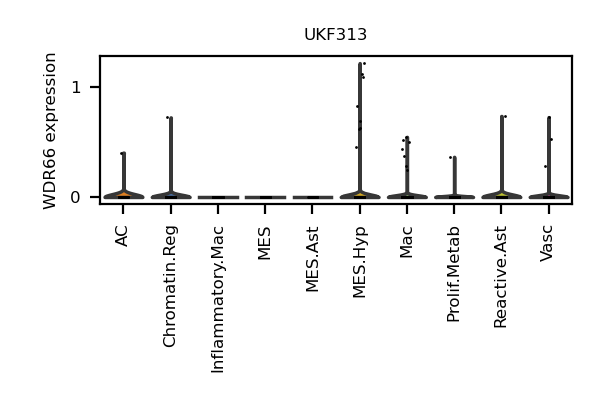 UKF313
WDR66 expression
1
0
AC
Chromatin.Reg
Inflammatory.Mac
MES
MES.Ast
MES.Hyp
Mac
Prolif.Metab
Reactive.Ast
Vasc